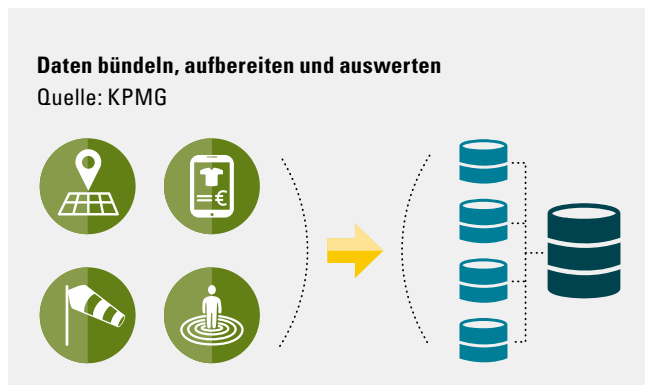 Daten bündeln, aufbereiten und auswerten
Quelle: KPMG
=€